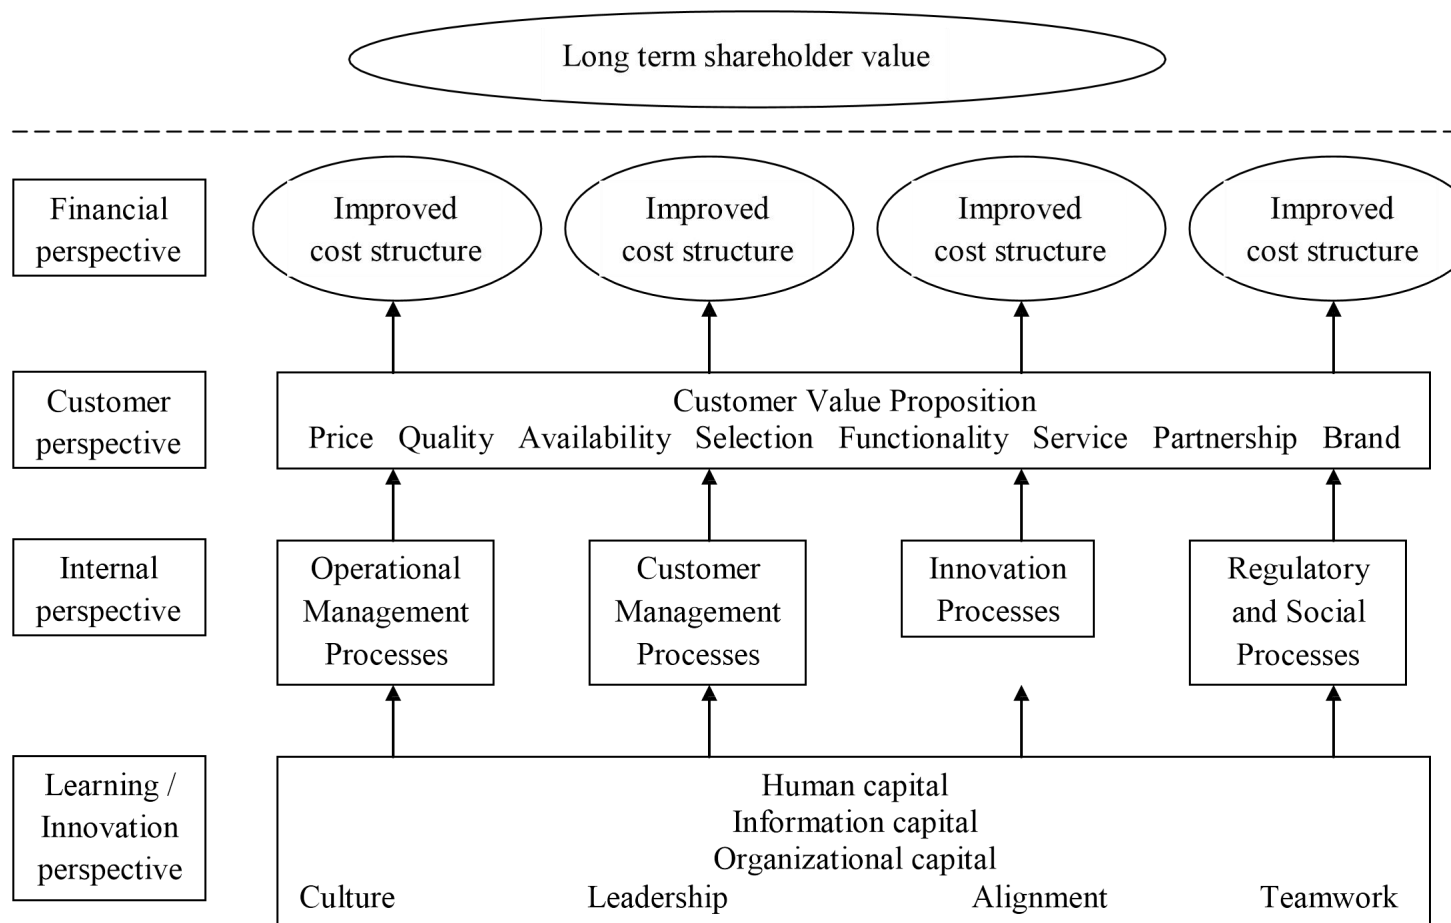 Long term shareholder value
Financial
perspective
Improved
cost structure
Improved
cost structure
Improved
cost structure
Improved
cost structure
Customer
perspective
Customer Value Proposition
Price Quality Availability Selection Functionality Service Partnership Brand
Internal
perspective
Operational
Management
Processes
Customer
Management
Processes
Innovation
Processes
Regulatory
and Social
Processes
Learning /
Innovation
perspective
Human capital
Information capital
Organizational capital
Culture Leadership Alignment Teamwork